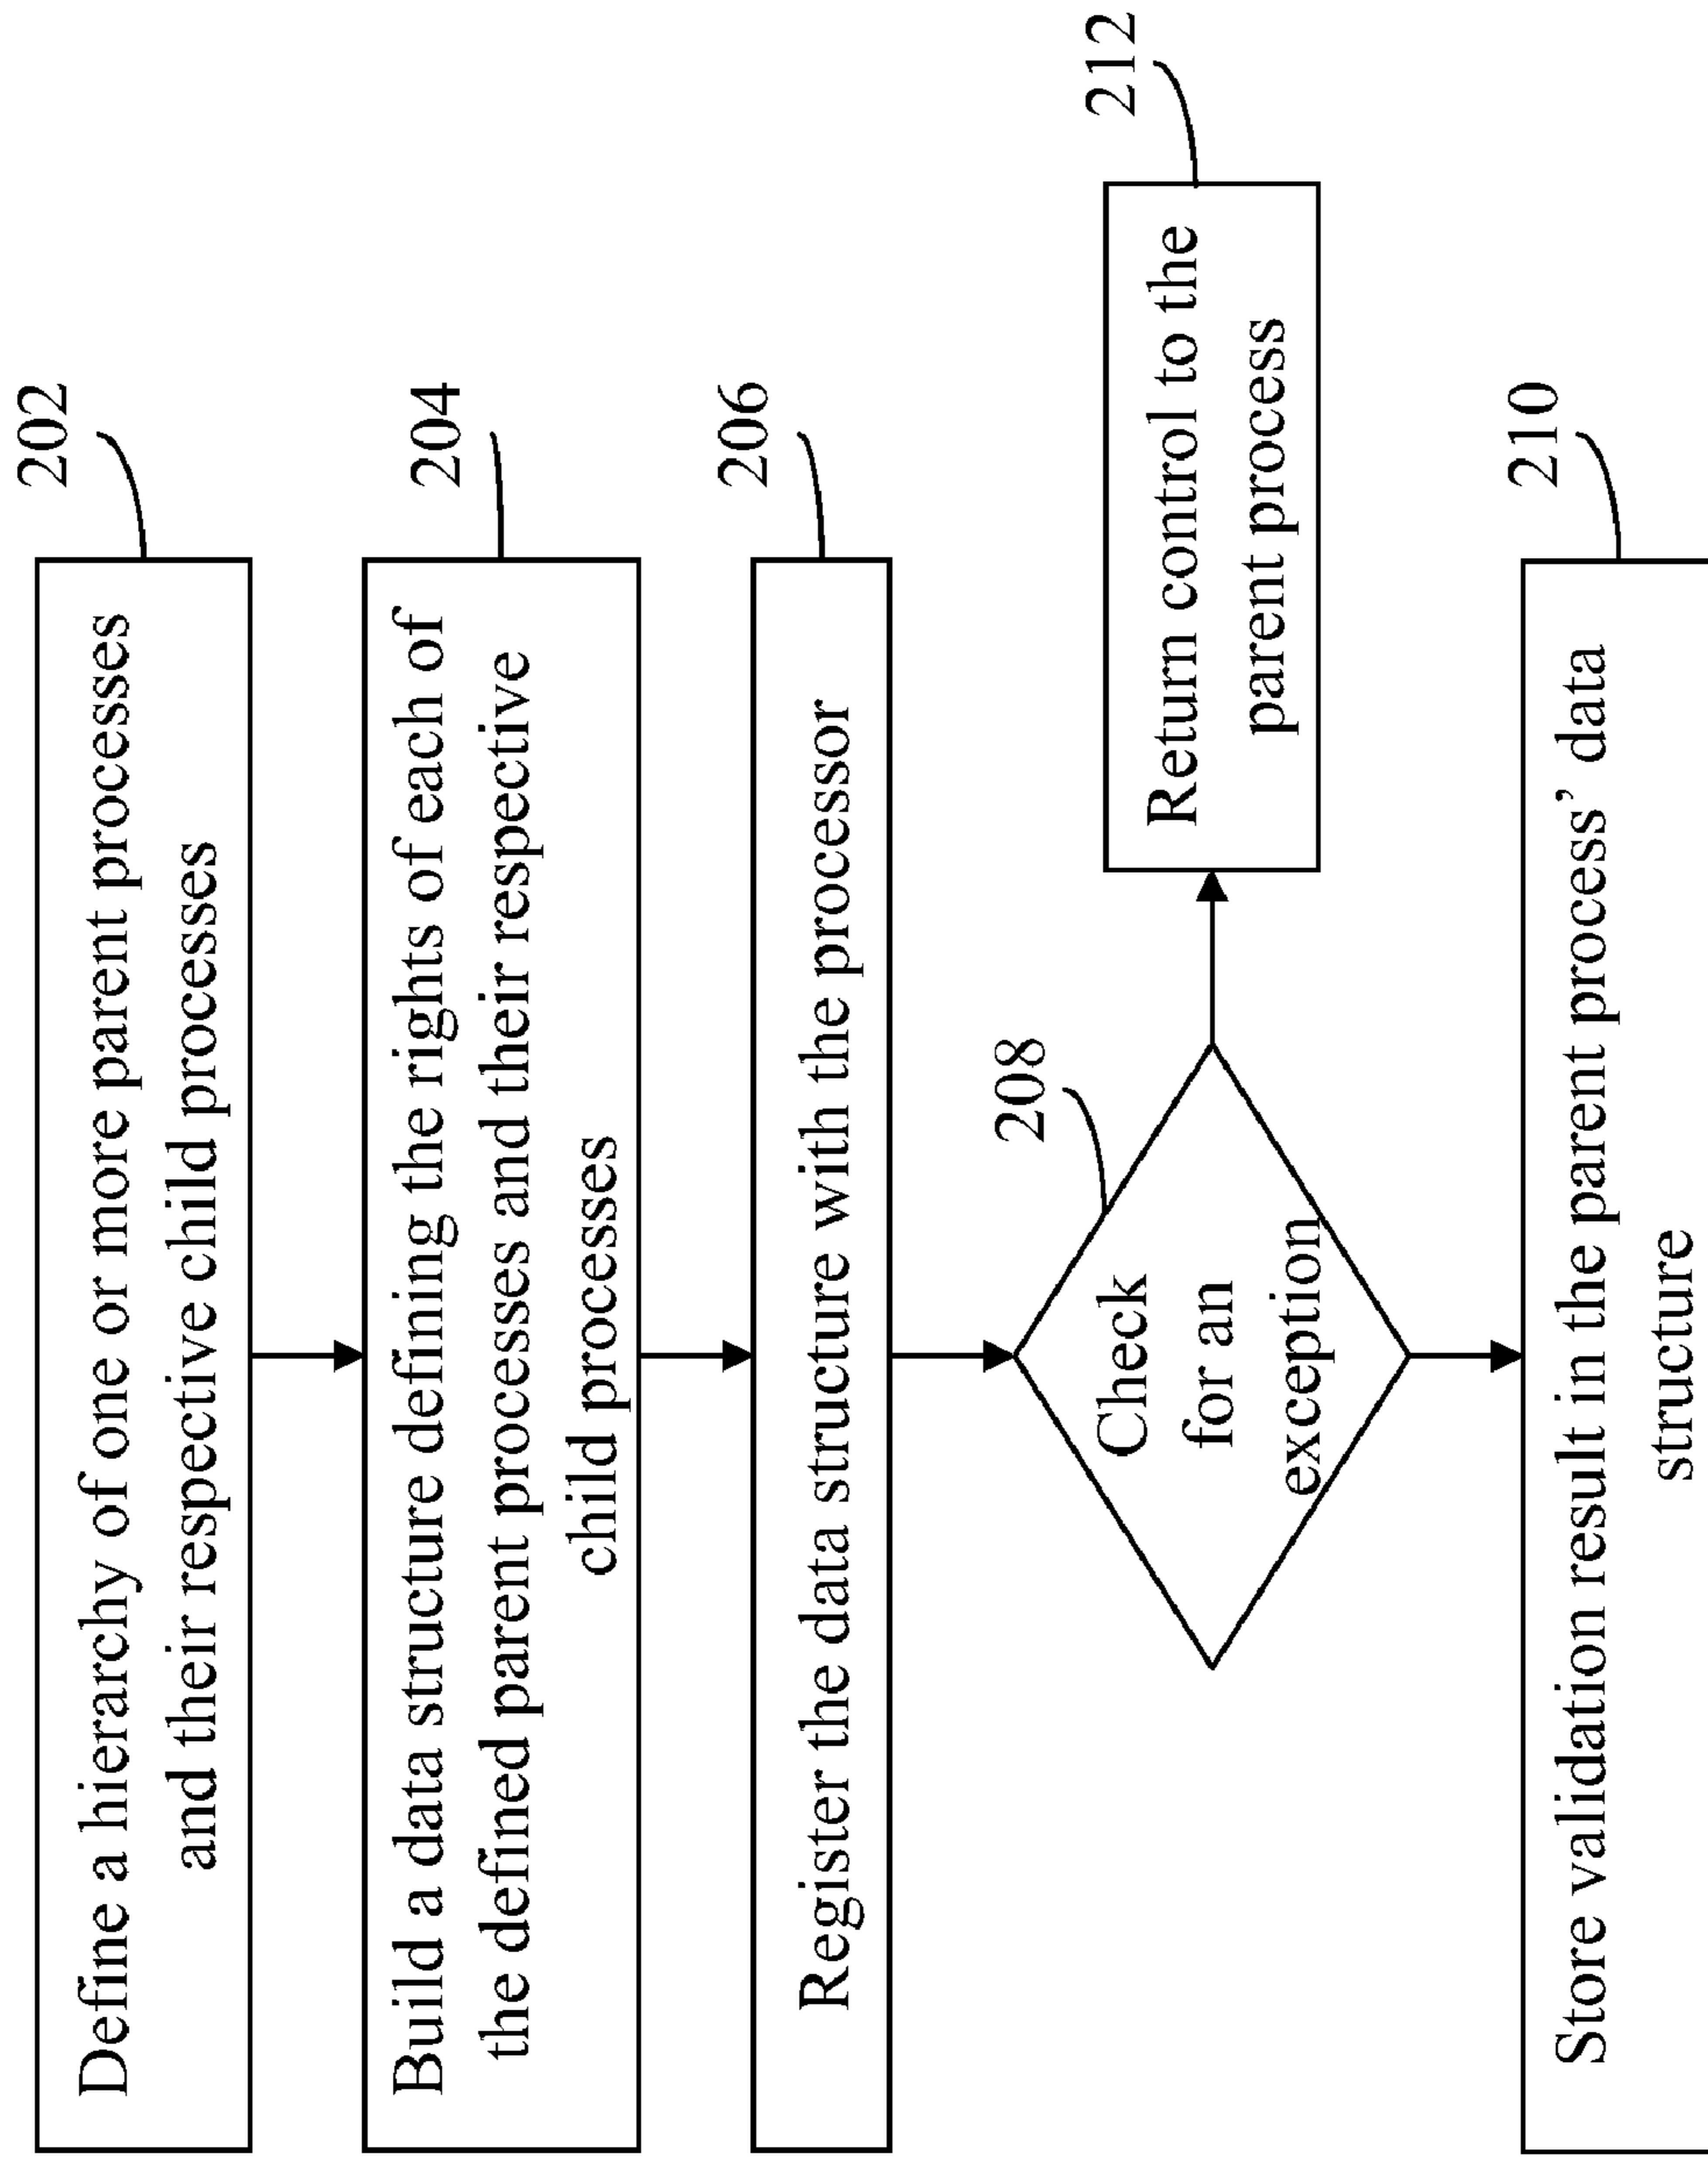 Define a hierarchy of one or more parent processes
and their respective child processes
202
Build a data structure defining the rights of each of
the defined parent processes and their respective
child processes
204
Register the data structure with the processor
206
Check
for an
exception
208
Return control to the
parent process
212
Store validation result in the parent process’ data
structure
210